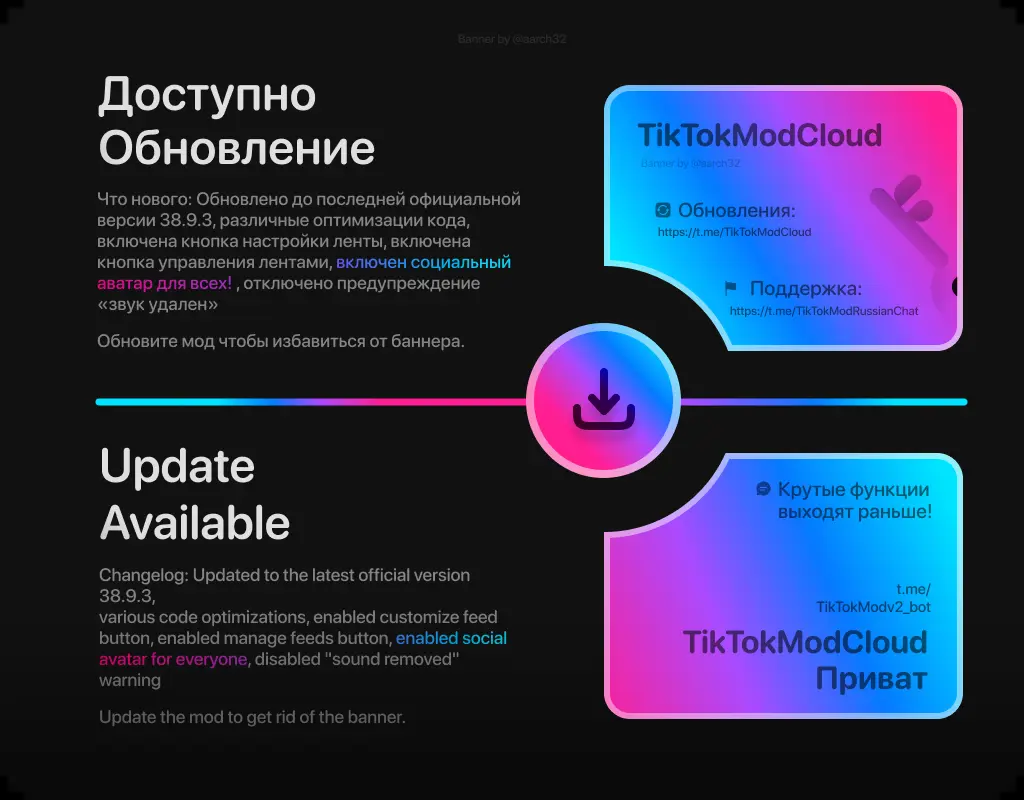 Banner by @aarch32
Доступно
Обновление
Что нового: Обновлено до последней официальной
версии 38.9.3, различные оптимизации кода,
включена кнопка настройки ленты, включена
кнопка управления лентами, включен социальный
аватар для всех! , отключено предупреждение
«звук удален»
Обновите мод чтобы избавиться от баннера.
TikTokModCloud
Banner by @aarch32
Обновления:
https://t.me/TikTokModCloud
Поддержка:
https://t.me/TikTokModRussianChat
Update
Available
Changelog: Updated to the latest official version
38.9.3,
various code optimizations, enabled customize feed
button, enabled manage feeds button, enabled social
avatar for everyone, disabled "sound removed"
warning
Update the mod to get rid of the banner.
Крутые функции
выходят раньше!
t.me/
TikTokModv2_bot
TikTokModCloud
Приват